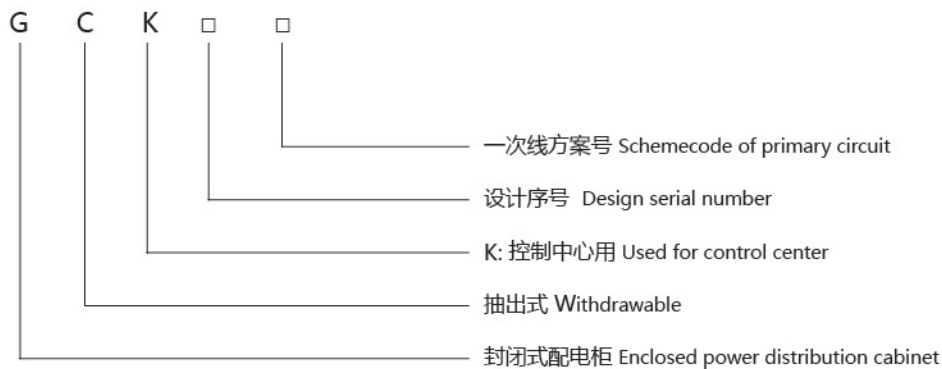 G C K □ □
一次线方案号 Schemecode of primary circuit
设计序号 Design serial number
K: 控制中心用 Used for control center
抽出式 Withdrawable
封闭式配电柜 Enclosed power distribution cabinet